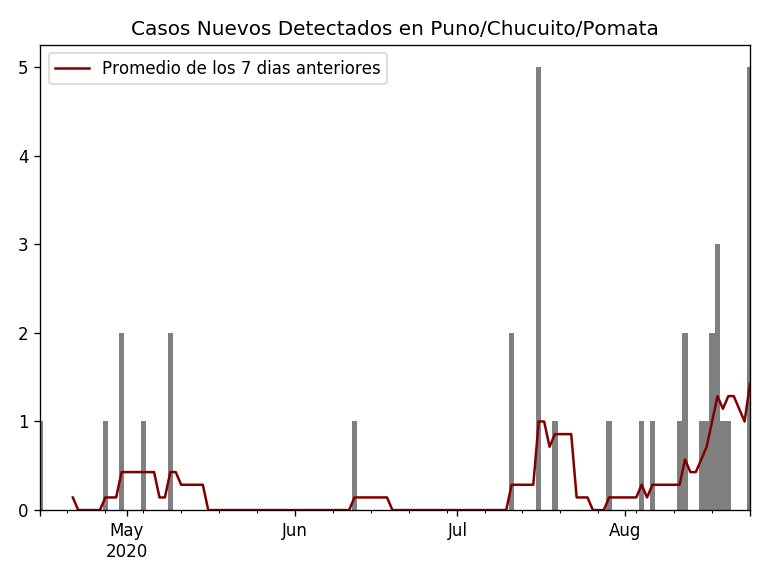 Casos Nuevos Detectados en Puno/Chucuito/Pomata
Promedio de los 7 dias anteriores
5
4
3
2
1
0
May
2020
Jun
Jul
Aug